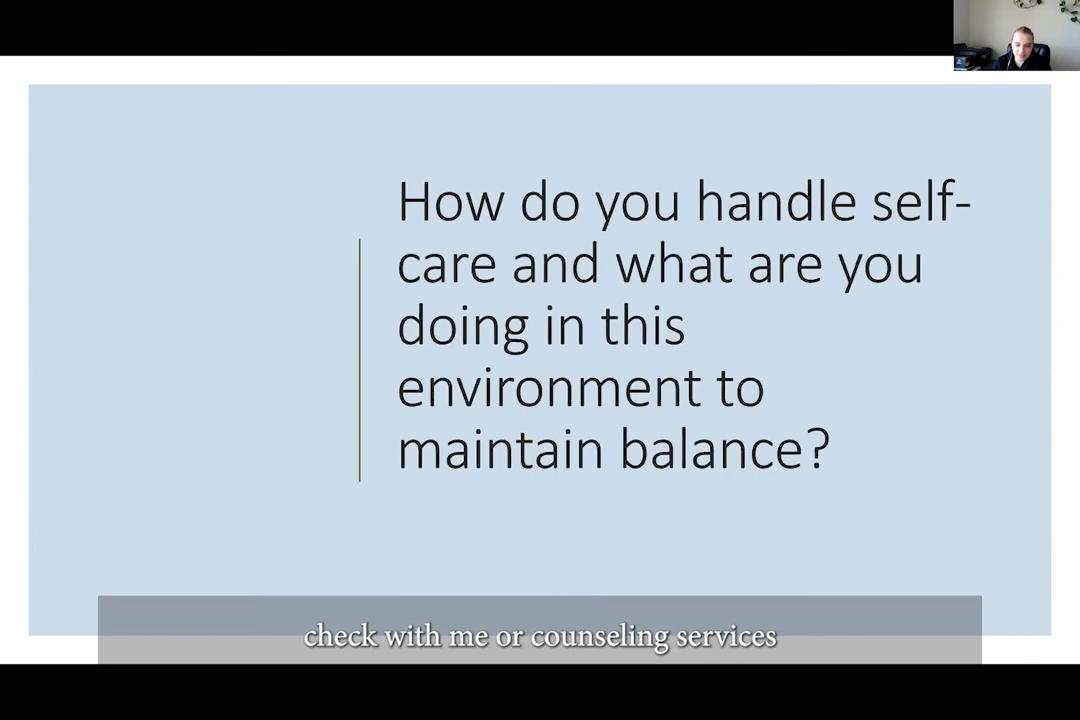 How do you handle self-
care and what are you
doing in this
environment to
maintain balance?
check with me or counseling services